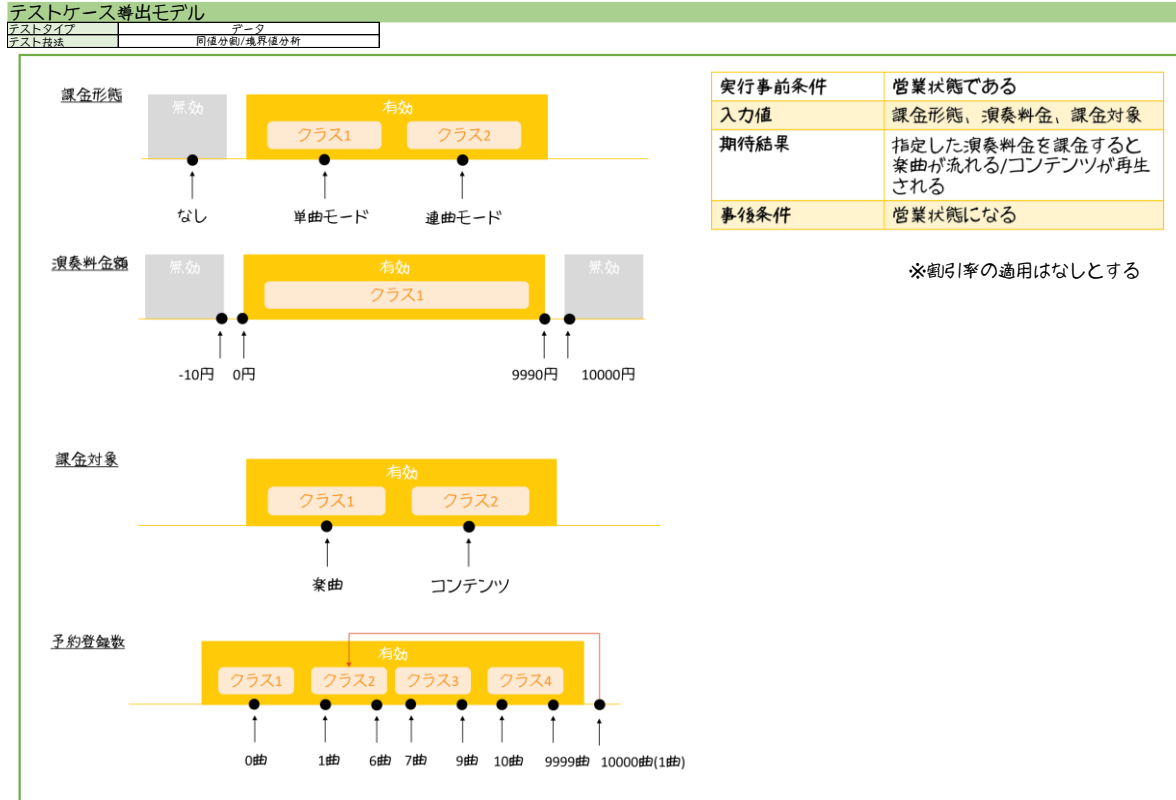 テストケース導出モデル
テストタイプ データ
テスト技法 同値分割/境界値分析
課金形態
無効
有効
クラス1 クラス2
なし 単曲モード 連曲モード
実行事前条件 営業状態である
入力値 課金形態、演奏料金、課金対象
期待結果 指定した演奏料金を課金すると
楽曲が流れる/コンテンツが再生
される
事後条件 営業状態になる
※割引率の適用はなしとする
演奏料金額
無効 有効 無効
クラス1
-10円 0円 9990円 10000円
課金対象
有効
クラス1 クラス2
楽曲 コンテンツ
予約登録数
有効
クラス1 クラス2 クラス3 クラス4
0曲 1曲 6曲 7曲 9曲 10曲 9999曲 10000曲(1曲)